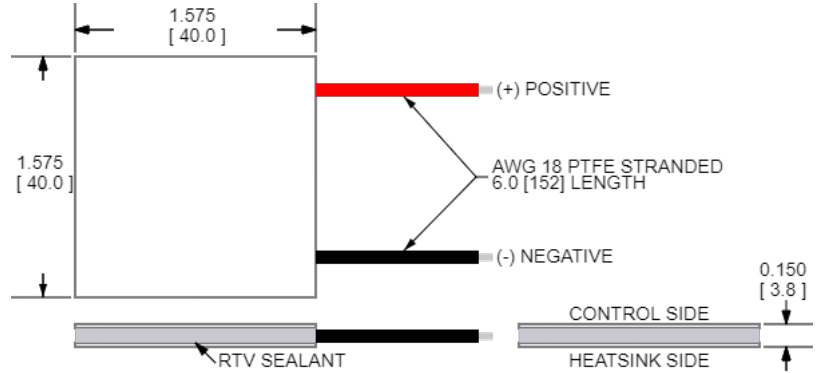 1.575
[ 40.0 ]
(+) POSITIVE
1.575
[ 40.0 ]
AWG 18 PTFE STRANDED
6.0 [152] LENGTH
(-) NEGATIVE
0.150
[ 3.8 ]
CONTROL SIDE
RTV SEALANT
HEATSINK SIDE